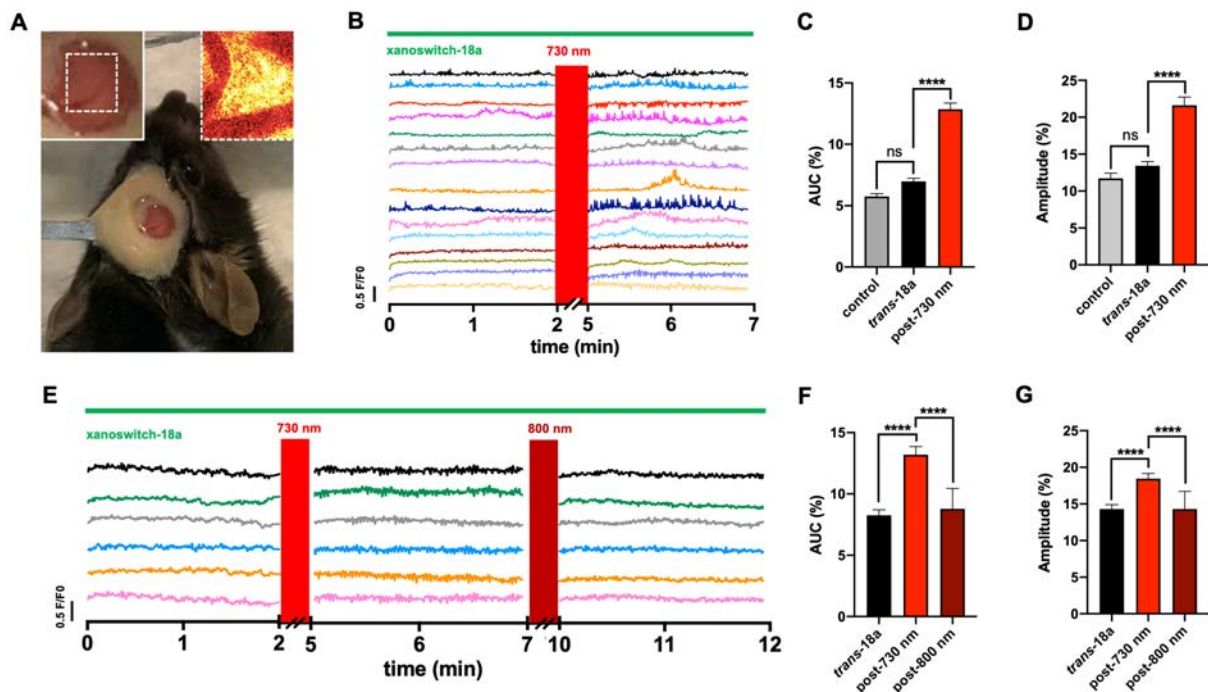 A
B
xanoswitch-18a
730 nm
0.5 F/F0
0
1
2
5
6
7
time (min)
C
AUC (%)
15
10
5
0
ns
****
control
trans-18a
post-730 nm
D
Amplitude (%)
25
20
15
10
5
0
ns
****
control
trans-18a
post-730 nm
E
xanoswitch-18a
730 nm
800 nm
0.5 F/F0
0
1
2
5
6
7
10
11
12
time (min)
F
AUC (%)
15
10
5
0
****
****
trans-18a
post-730 nm
post-800 nm
G
Amplitude (%)
25
20
15
10
5
0
****
****
trans-18a
post-730 nm
post-800 nm